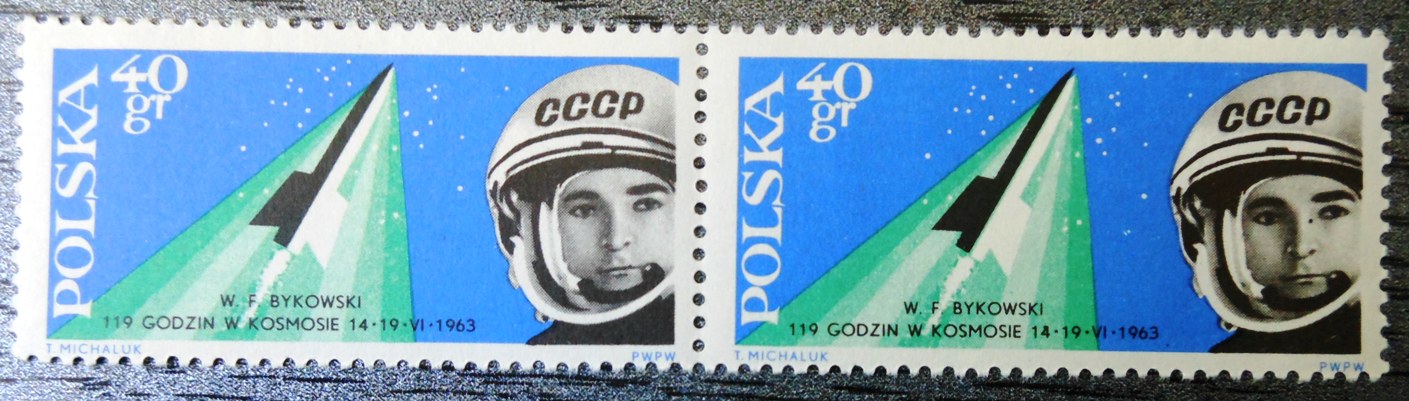 POLSKA
40
gr
CCCP
W. F. BYKOWSKI
119 GODZIN W KOSMOSIE 14·19·VI·1963
T. MICHALUK
PWPW
POLSKA
40
gr
CCCP
W. F. BYKOWSKI
119 GODZIN W KOSMOSIE 14·19·VI·1963
T. MICHALUK
PWPW